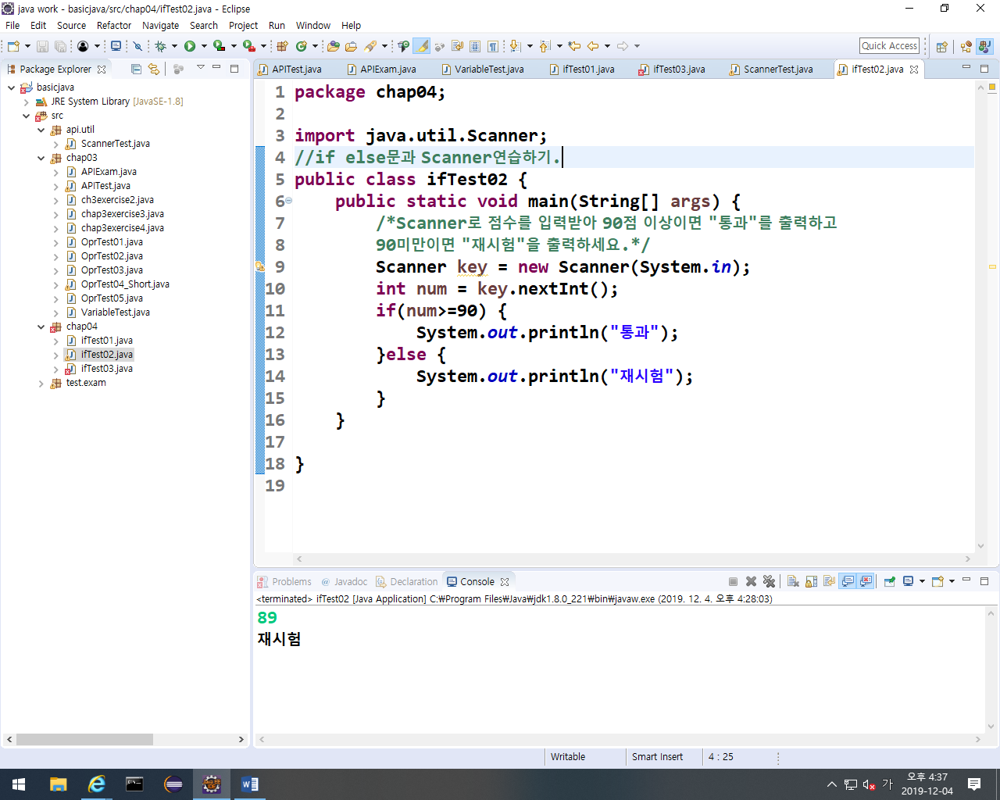 java work - basicjava/src/chap04/ifTest02.java - Eclipse
File Edit Source Refactor Navigate Search Project Run Window Help
Quick Access
Package Explorer
basicjava
JRE System Library [JavaSE-1.8]
src
api.util
ScannerTest.java
chap03
APIExam.java
APITest.java
ch3exercise2.java
chap3exercise3.java
chap3exercise4.java
OprTest01.java
OprTest02.java
OprTest03.java
OprTest04_Short.java
OprTest05.java
VariableTest.java
chap04
ifTest01.java
ifTest02.java
ifTest03.java
test.exam
APITest.java APIExam.java VariableTest.java ifTest01.java ifTest03.java ScannerTest.java ifTest02.java
1 package chap04;
2
3 import java.util.Scanner;
4 //if else문과 Scanner연습하기.
5 public class ifTest02 {
6 public static void main(String[] args) {
7 /*Scanner로 점수를 입력받아 90점 이상이면 "통과"를 출력하고
8 90미만이면 "재시험"을 출력하세요.*/
9 Scanner key = new Scanner(System.in);
10 int num = key.nextInt();
11 if(num>=90) {
12 System.out.println("통과");
13 }else {
14 System.out.println("재시험");
15 }
16 }
17
18 }
19
Problems @ Javadoc Declaration Console
<terminated> ifTest02 [Java Application] C:₩Program Files₩Java₩jdk1.8.0_221₩bin₩javaw.exe (2019. 12. 4. 오후 4:28:03)
89
재시험
Writable Smart Insert 4 : 25
가 오후 4:37
2019-12-04